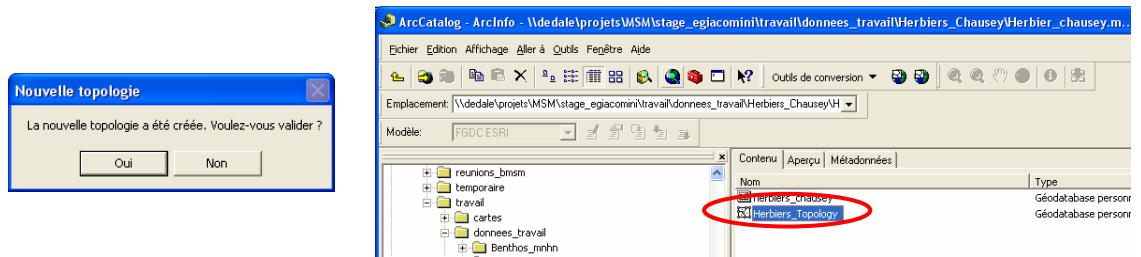 Nouvelle topologie
La nouvelle topologie a été créée. Voulez-vous valider ?
Oui Non
ArcCatalog - ArcInfo - \\dedale\projets\MSM\stage_egiacomini\travail\donnees_travail\Herbiers_Chausey\Herbier_chausey.m...
Fichier Edition Affichage Aller à Outils Fenêtre Aide
Outils de conversion
Emplacement: \\dedale\projets\MSM\stage_egiacomini\travail\donnees_travail\Herbiers_Chausey\H
Modèle: FGDC ESRI
Contenu Aperçu Métadonnées
reunions_bmsm
temporaire
travail
cartes
donnees_travail
Benthos_mnhn
Nom Type
herbiers_chausey Géodatabase personn
Herbiers_Topology Géodatabase personn